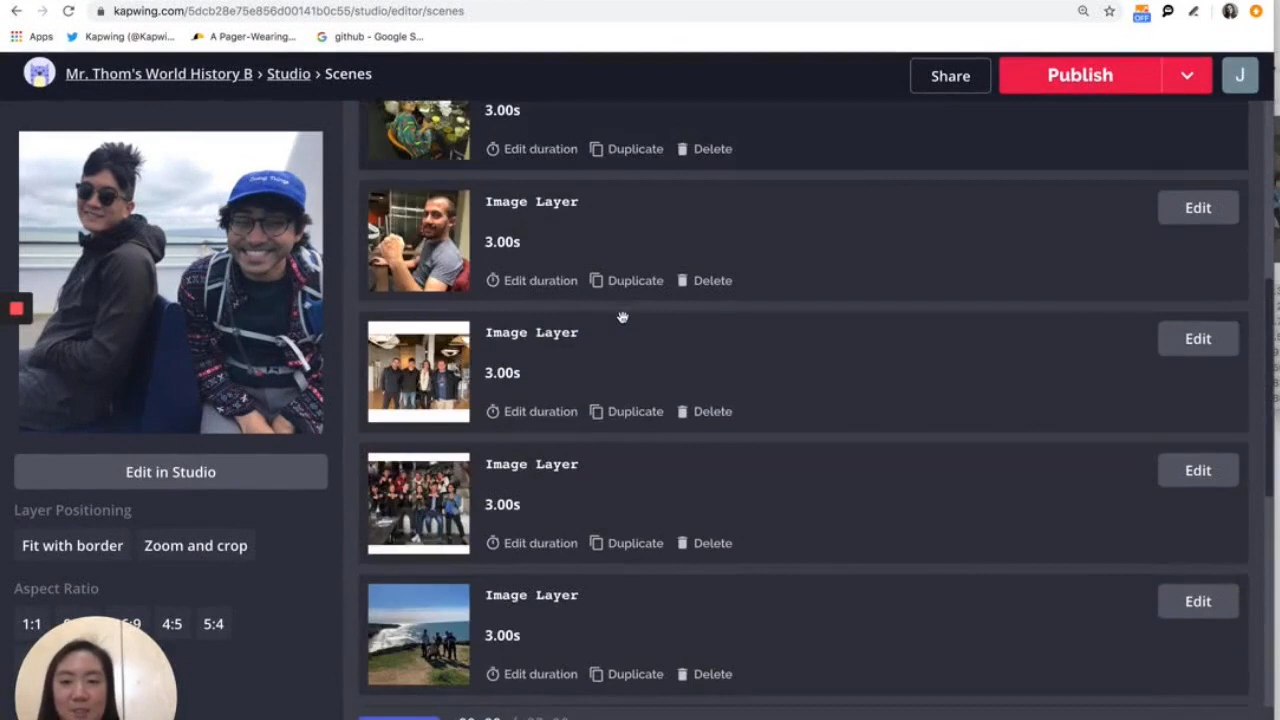 kapwing.com/5dcb28e75e856d00141b0c55/studio/editor/scenes
OFF
Apps Kapwing (@Kapwi... A Pager-Wearing... github - Google S...
Mr. Thom's World History B › Studio › Scenes Share Publish J
3.00s
Edit duration Duplicate Delete
Image Layer Edit
3.00s
Edit duration Duplicate Delete
Image Layer Edit
3.00s
Edit duration Duplicate Delete
Image Layer Edit
3.00s
Edit duration Duplicate Delete
Image Layer Edit
3.00s
Edit duration Duplicate Delete
Edit in Studio
Layer Positioning
Fit with border Zoom and crop
Aspect Ratio
1:1 4:5 5:4